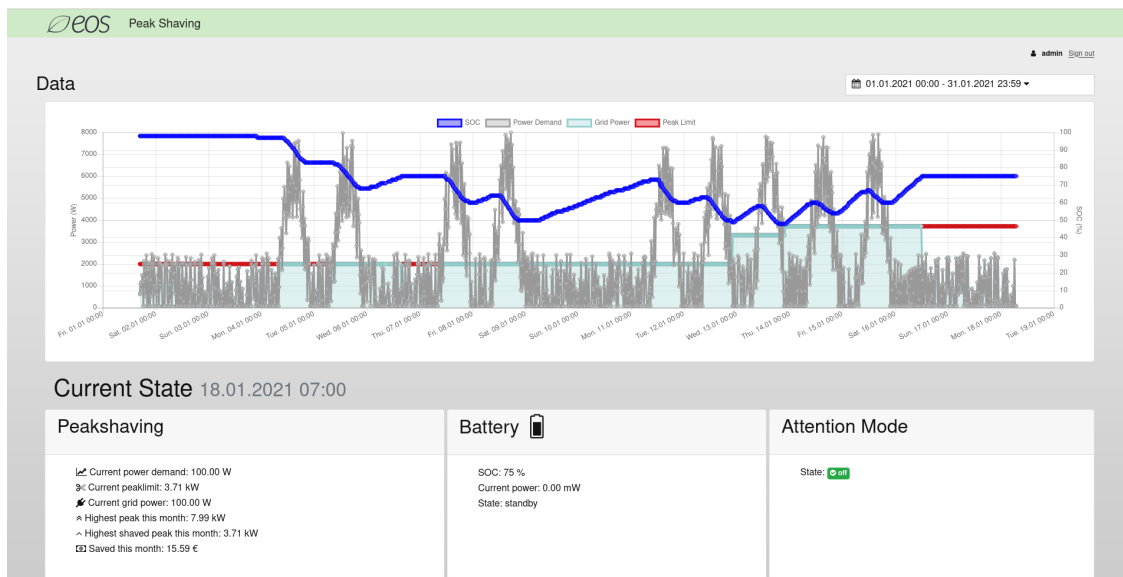 eos Peak Shaving
admin Sign out
Data
01.01.2021 00:00 - 31.01.2021 23:59
SOC Power Demand Grid Power Peak Limit
8000
7000
6000
5000
4000
3000
2000
1000
0
Power (W)
100
90
80
70
60
50
40
30
20
10
0
SOC (%)
Fri. 01.01 00:00
Sat. 02.01 00:00
Sun. 03.01 00:00
Mon. 04.01 00:00
Tue. 05.01 00:00
Wed. 06.01 00:00
Thu. 07.01 00:00
Fri. 08.01 00:00
Sat. 09.01 00:00
Sun. 10.01 00:00
Mon. 11.01 00:00
Tue. 12.01 00:00
Wed. 13.01 00:00
Thu. 14.01 00:00
Fri. 15.01 00:00
Sat. 16.01 00:00
Sun. 17.01 00:00
Mon. 18.01 00:00
Tue. 19.01 00:00
Current State 18.01.2021 07:00
Peakshaving
Current power demand: 100.00 W
Current peaklimit: 3.71 kW
Current grid power: 100.00 W
Highest peak this month: 7.99 kW
Highest shaved peak this month: 3.71 kW
Saved this month: 15.59 €
Battery
SOC: 75 %
Current power: 0.00 mW
State: standby
Attention Mode
State: off